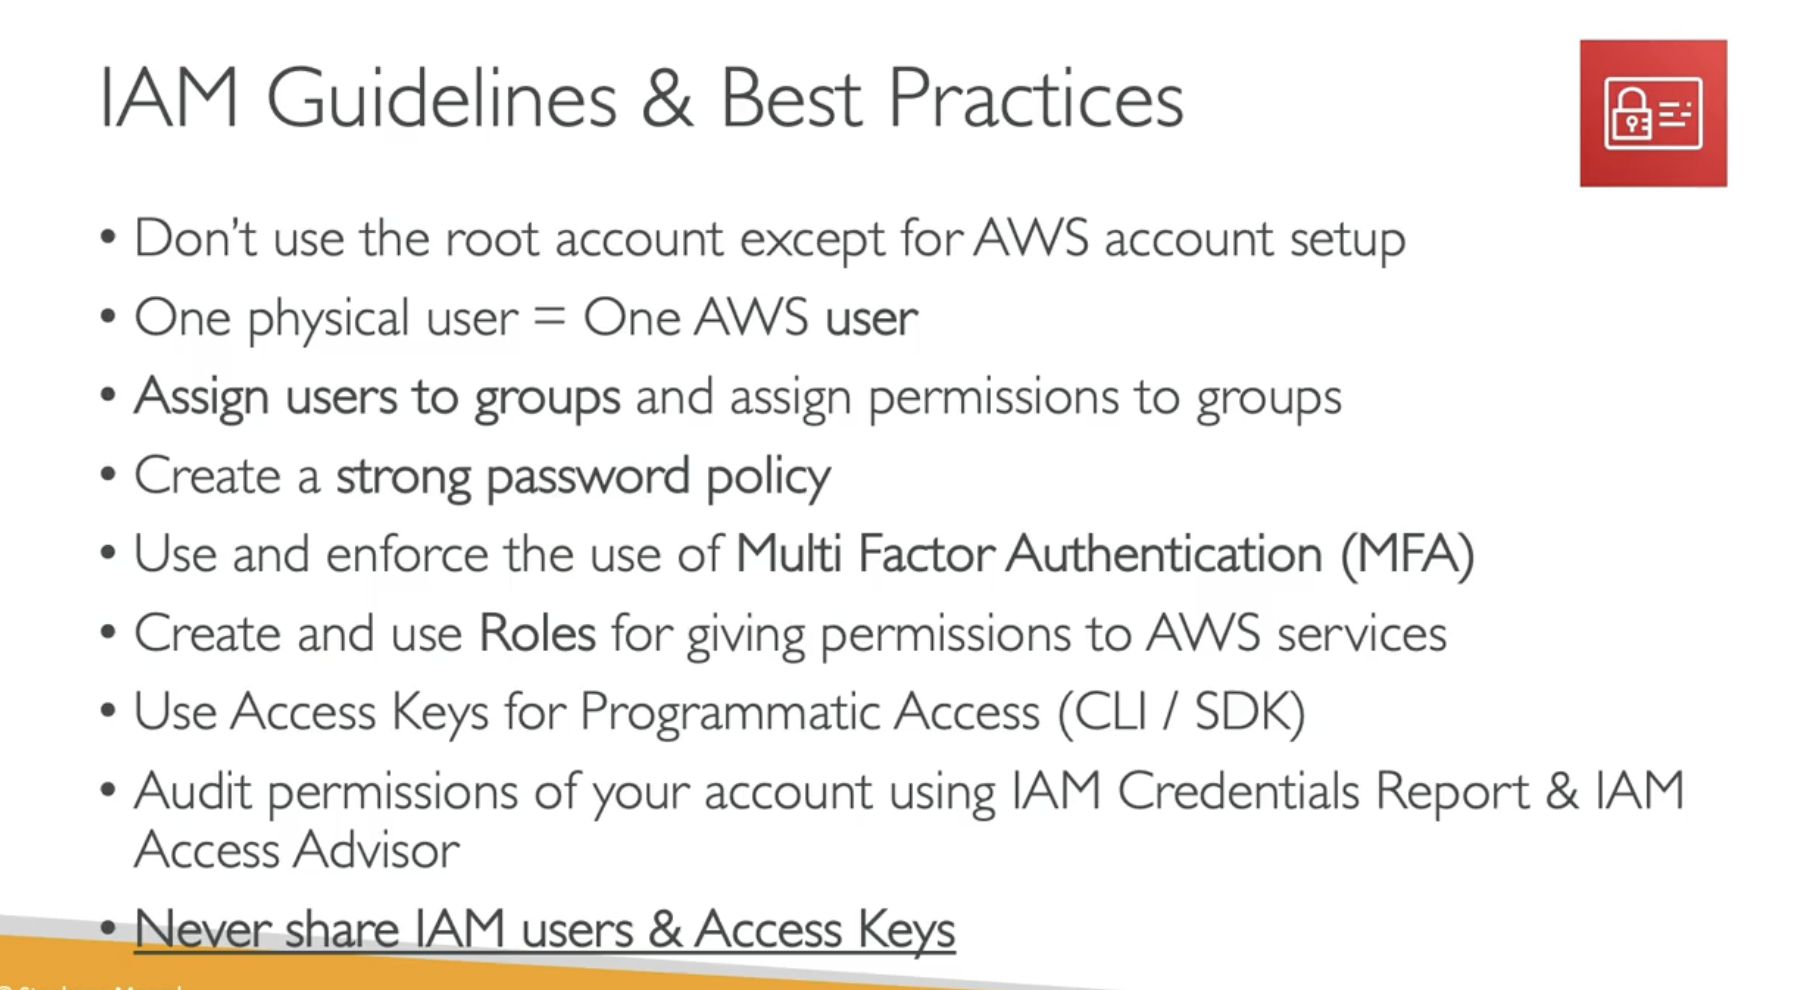 IAM Guidelines & Best Practices
• Don't use the root account except for AWS account setup
• One physical user = One AWS user
• Assign users to groups and assign permissions to groups
• Create a strong password policy
• Use and enforce the use of Multi Factor Authentication (MFA)
• Create and use Roles for giving permissions to AWS services
• Use Access Keys for Programmatic Access (CLI / SDK)
• Audit permissions of your account using IAM Credentials Report & IAM
Access Advisor
• Never share IAM users & Access Keys